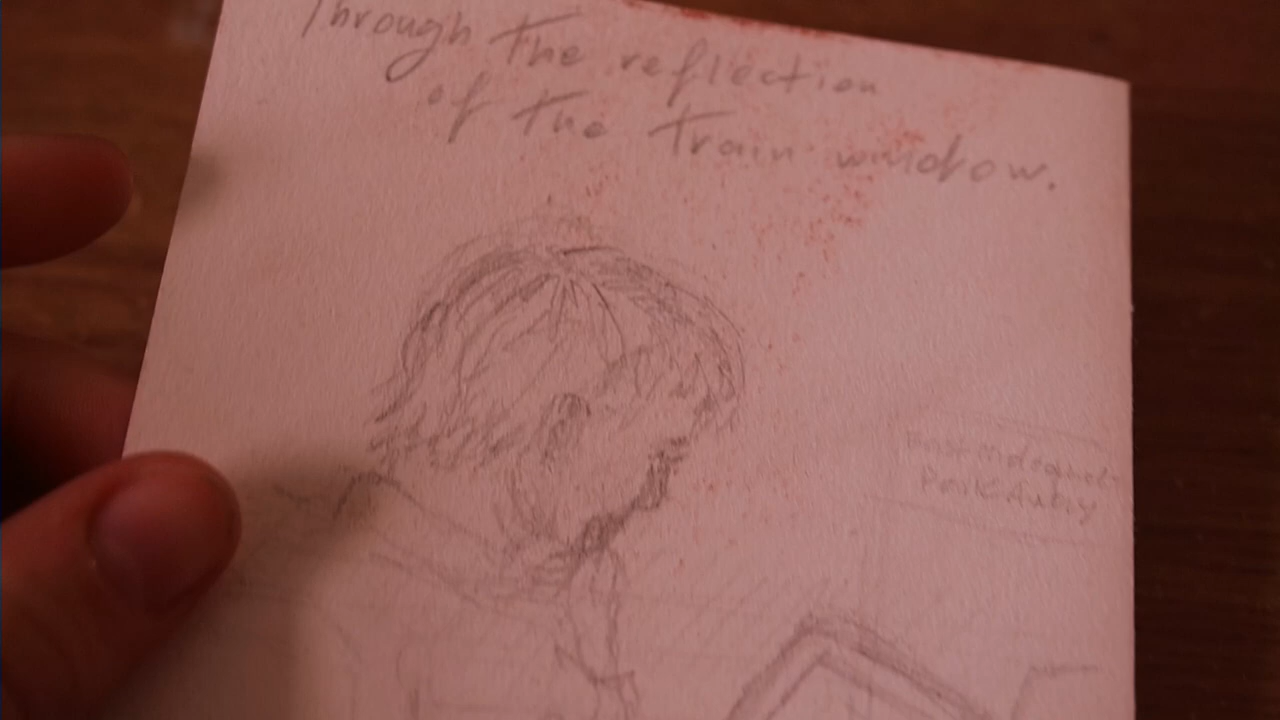 Through the reflection
of the train window.